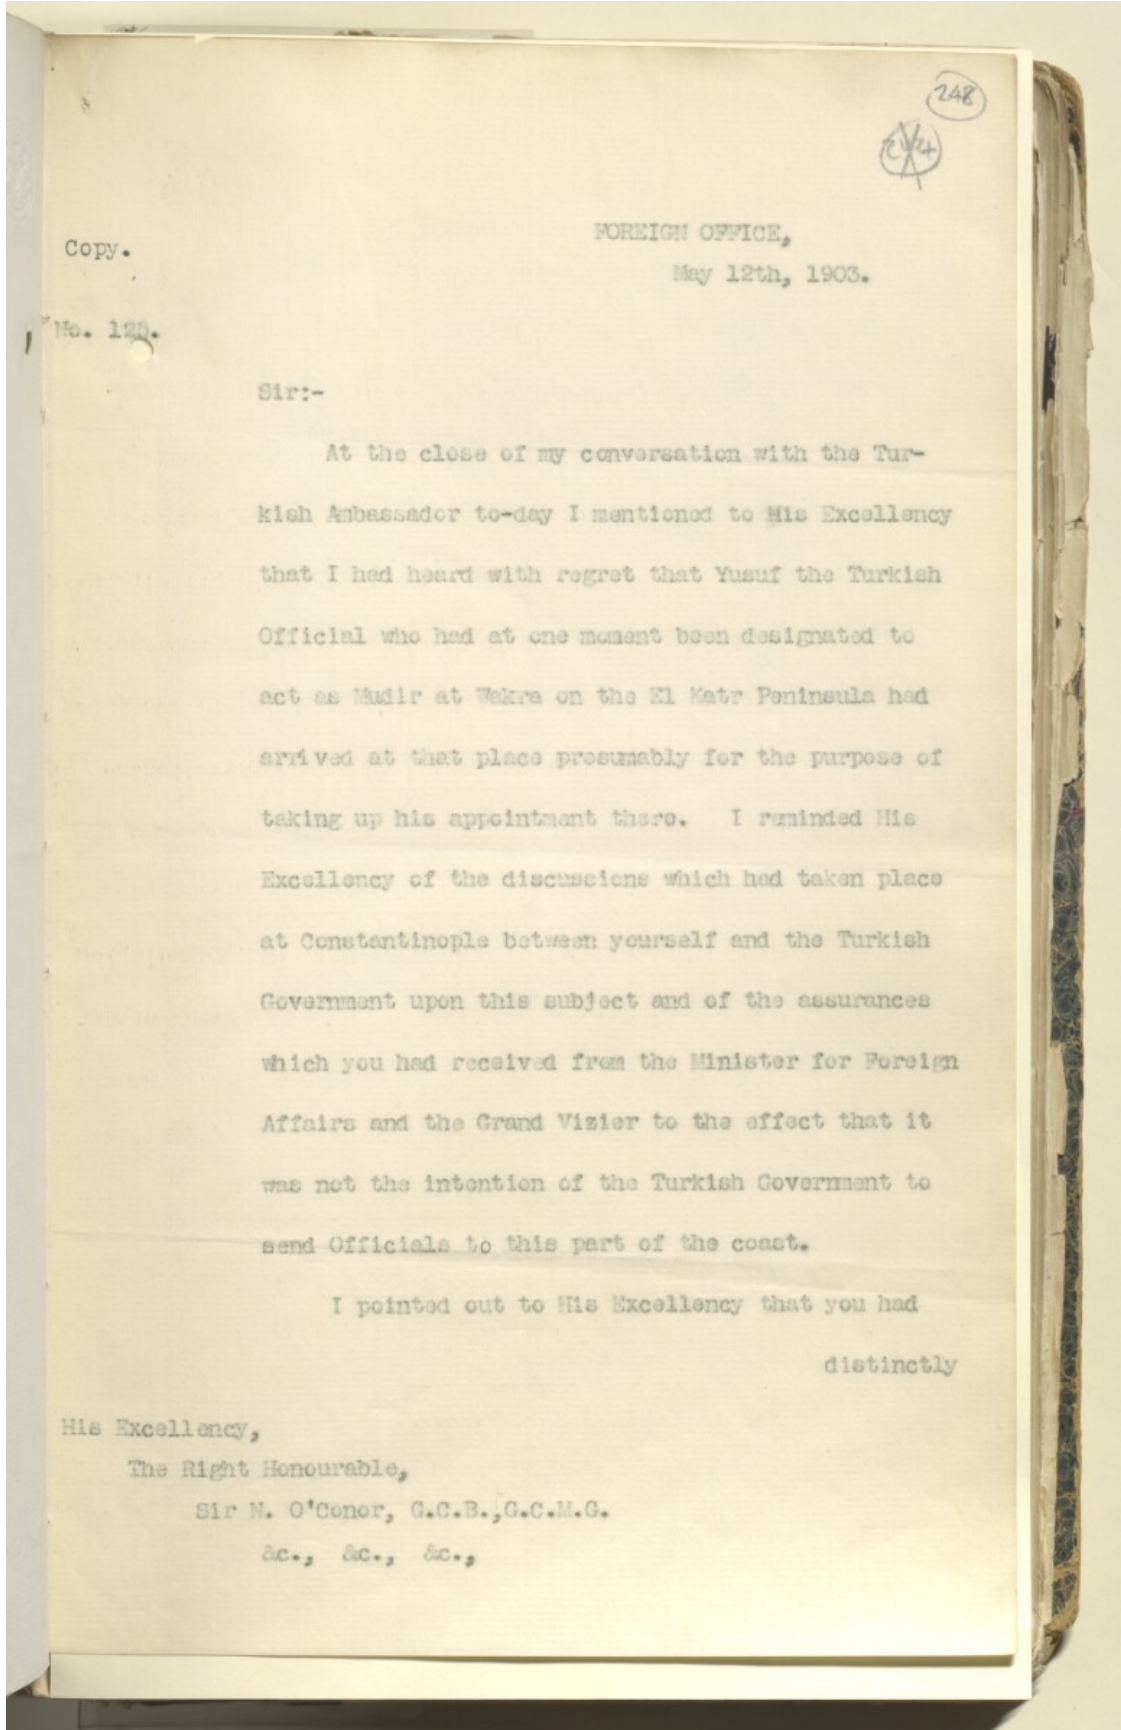 248
Copy.
FOREIGN OFFICE,
May 12th, 1903.
No. 125.
Sir:-
At the close of my conversation with the Tur-
kish Ambassador to-day I mentioned to His Excellency
that I had heard with regret that Yusuf the Turkish
Official who had at one moment been designated to
act as Mudir at Wakra on the El Katr Peninsula had
arrived at that place presumably for the purpose of
taking up his appointment there. I reminded His
Excellency of the discussions which had taken place
at Constantinople between yourself and the Turkish
Government upon this subject and of the assurances
which you had received from the Minister for Foreign
Affairs and the Grand Vizier to the effect that it
was not the intention of the Turkish Government to
send Officials to this part of the coast.
I pointed out to His Excellency that you had
distinctly
His Excellency,
The Right Honourable,
Sir N. O'Conor, G.C.B.,G.C.M.G.
&c., &c., &c.,